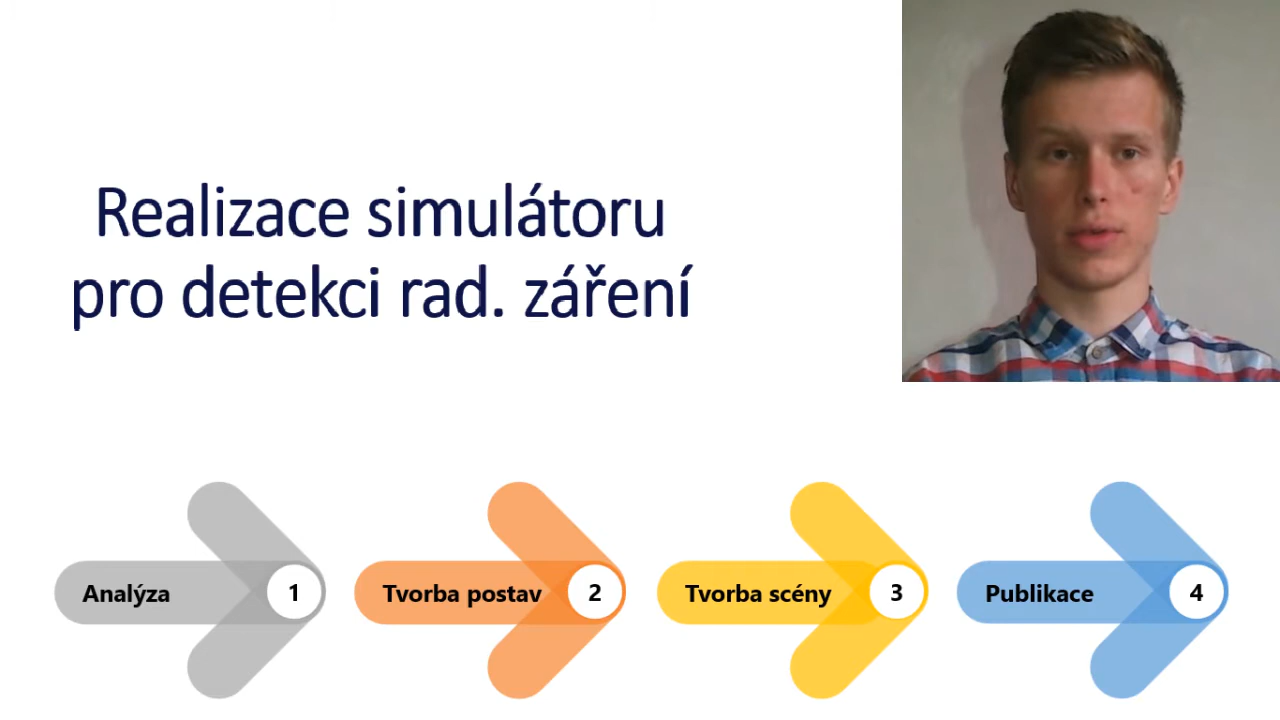 Realizace simulátoru
pro detekci rad. záření
Analýza 1
Tvorba postav 2
Tvorba scény 3
Publikace 4